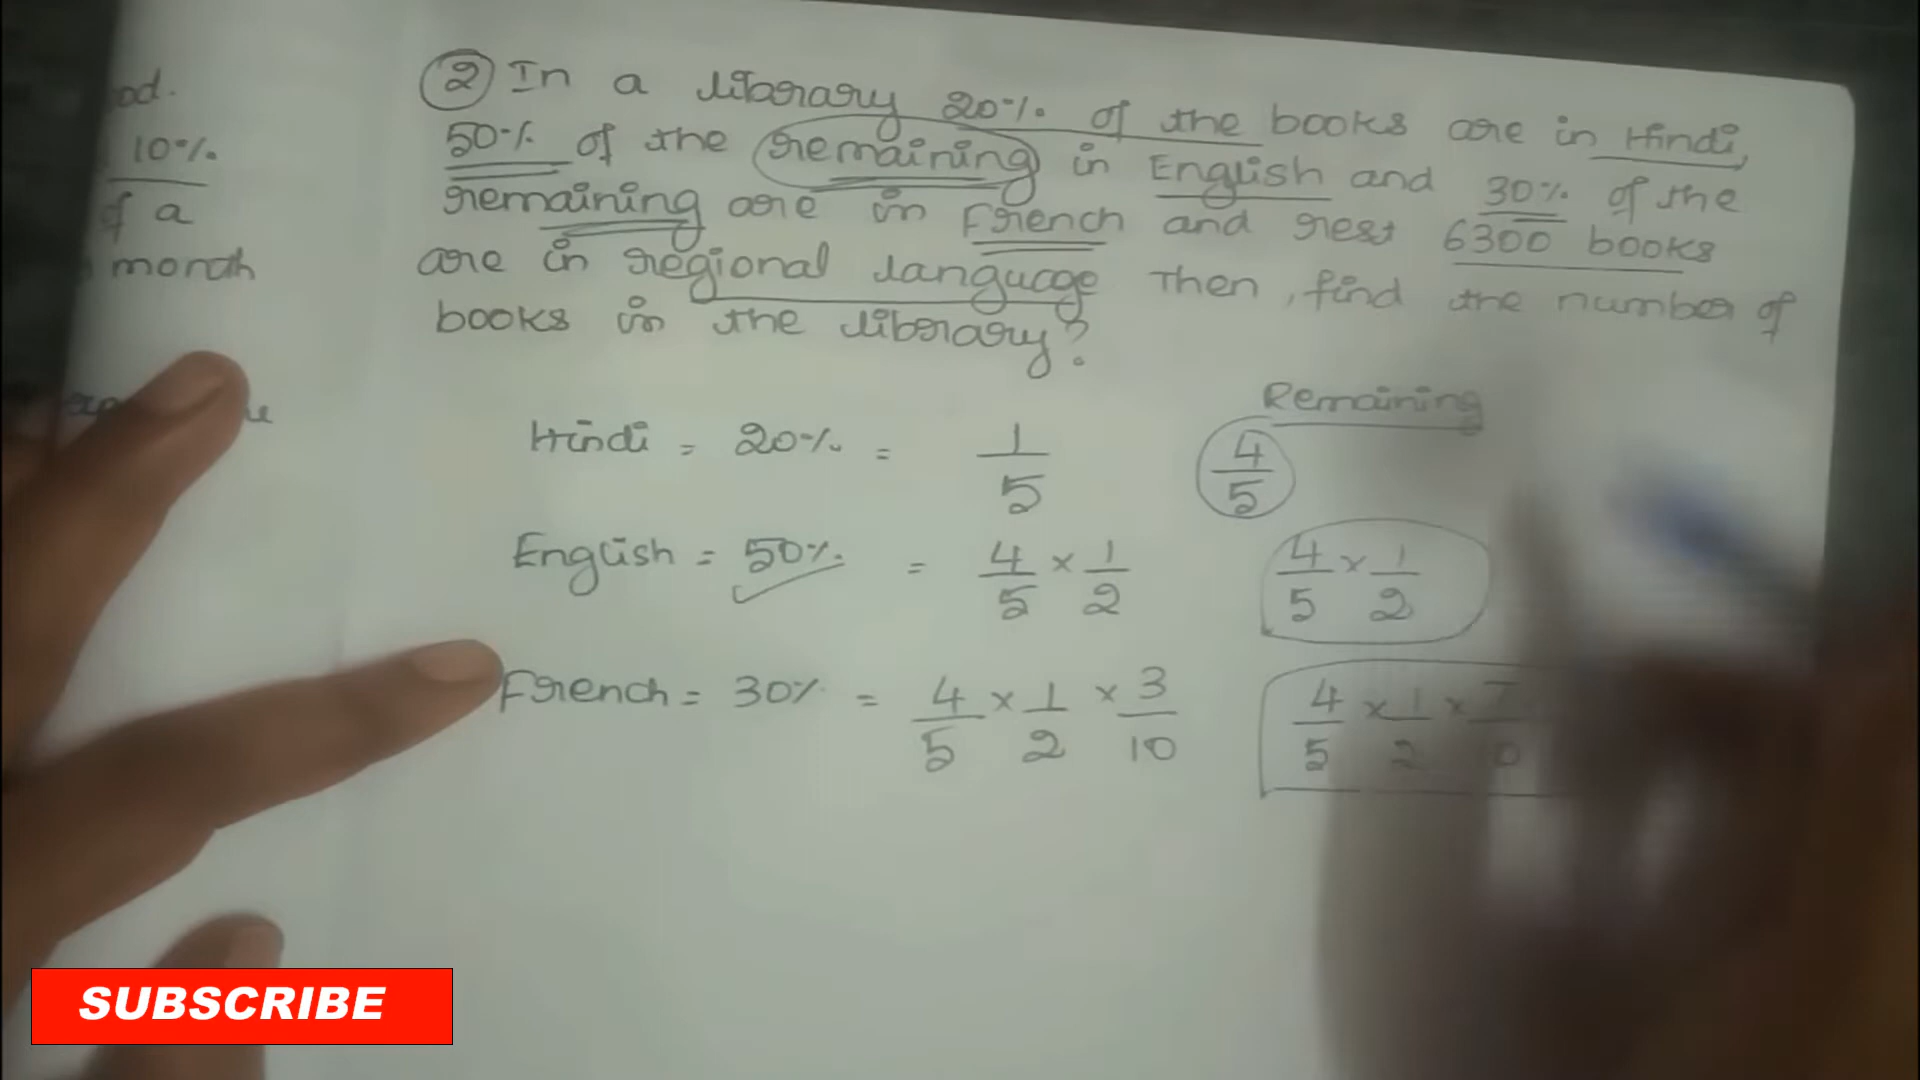 od.
10%
f a
month
② In a library 20% of the books are in Hindi,
50% of the remaining in English and 30% of the
remaining are in French and rest 6300 books
are in regional language Then, find the number of
books in the library?
Remaining
Hindi = 20% = 1/5 4/5
English = 50% = 4/5 × 1/2 4/5 × 1/2
French = 30% = 4/5 × 1/2 × 3/10 4/5 × 1/2 × 7/10
SUBSCRIBE